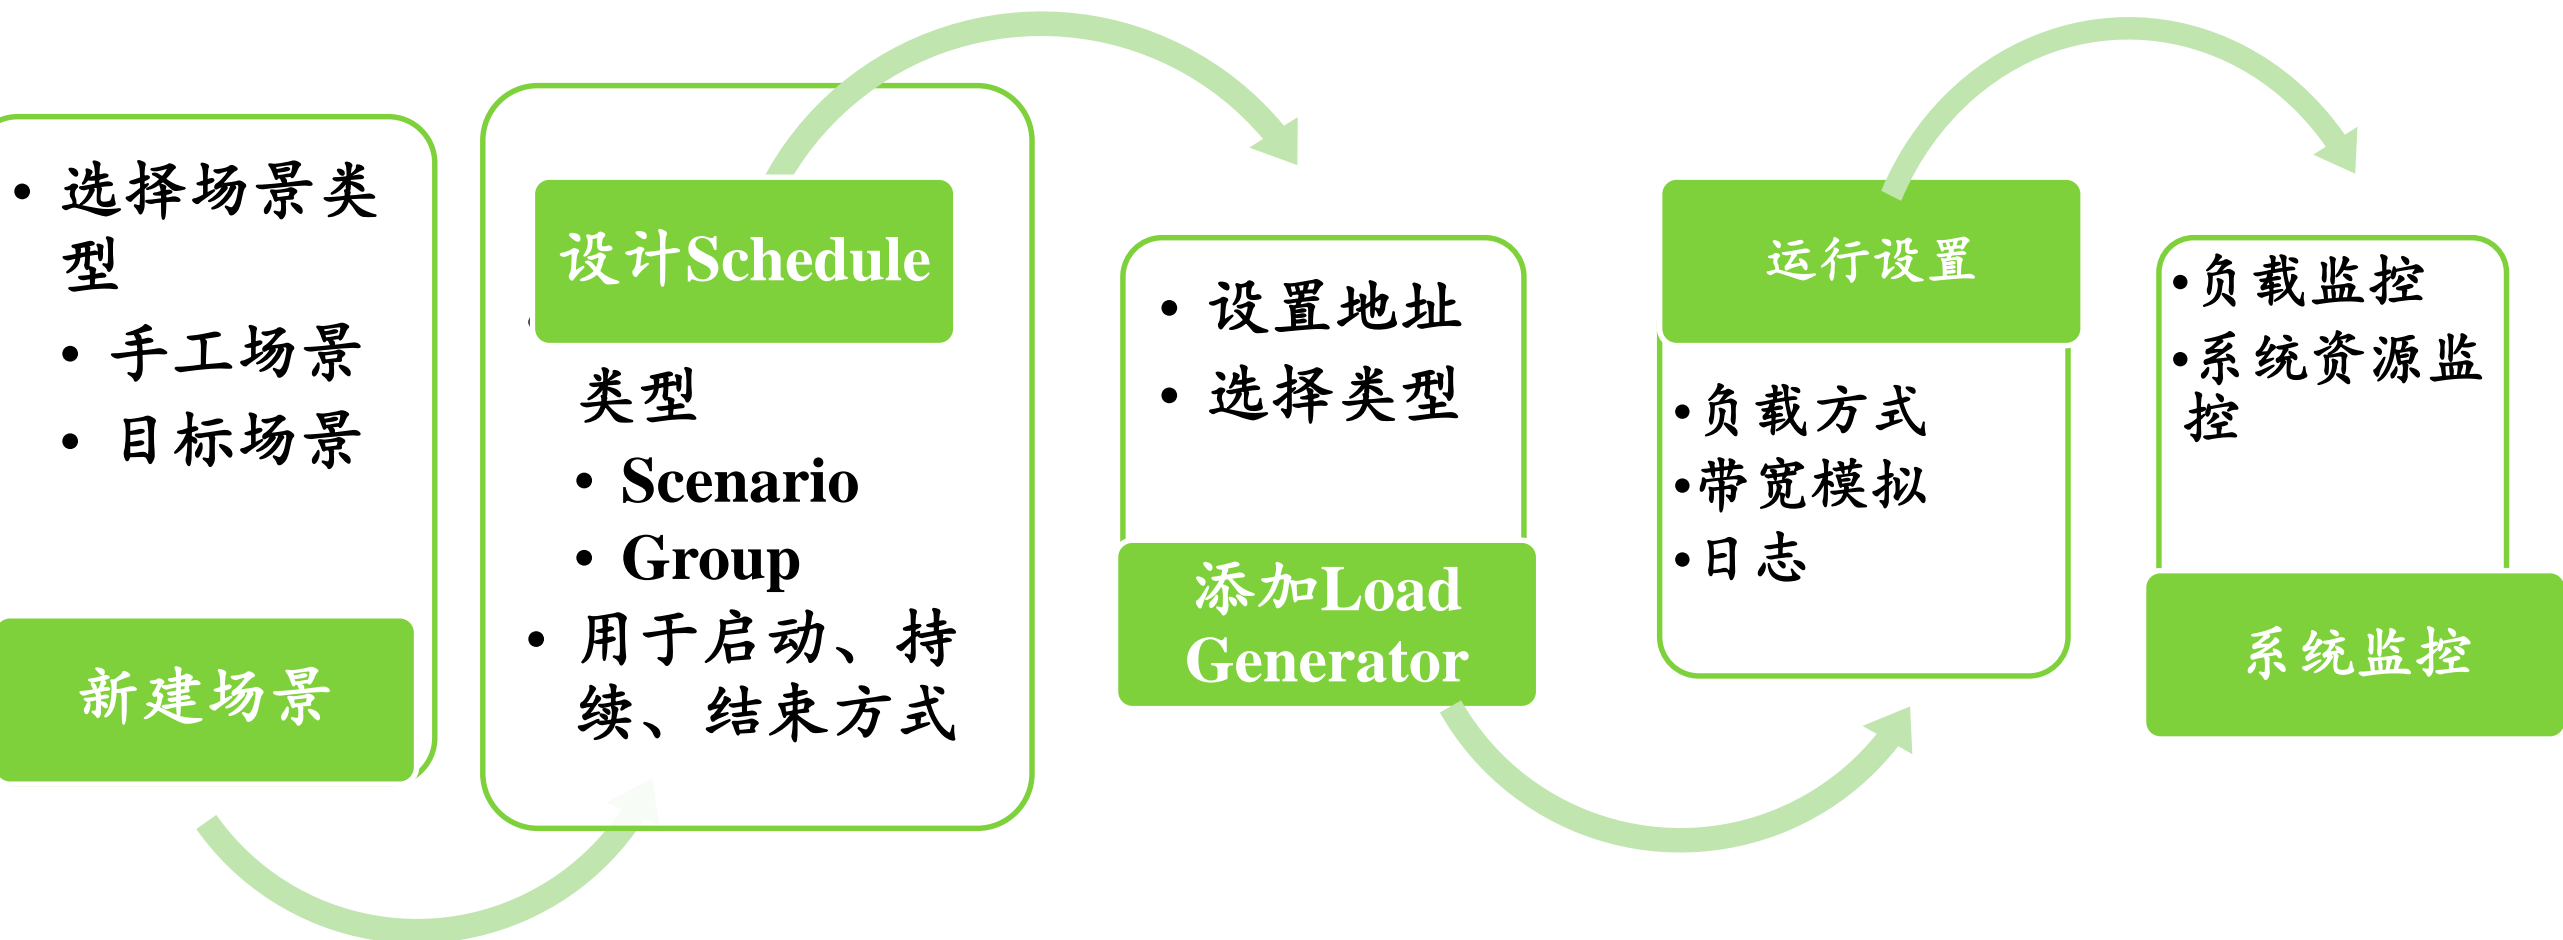 选择场景类
型
手工场景
目标场景
新建场景
设计Schedule
类型
Scenario
Group
用于启动、持
续、结束方式
设置地址
选择类型
添加Load
Generator
运行设置
负载方式
带宽模拟
日志
负载监控
系统资源监
控
系统监控